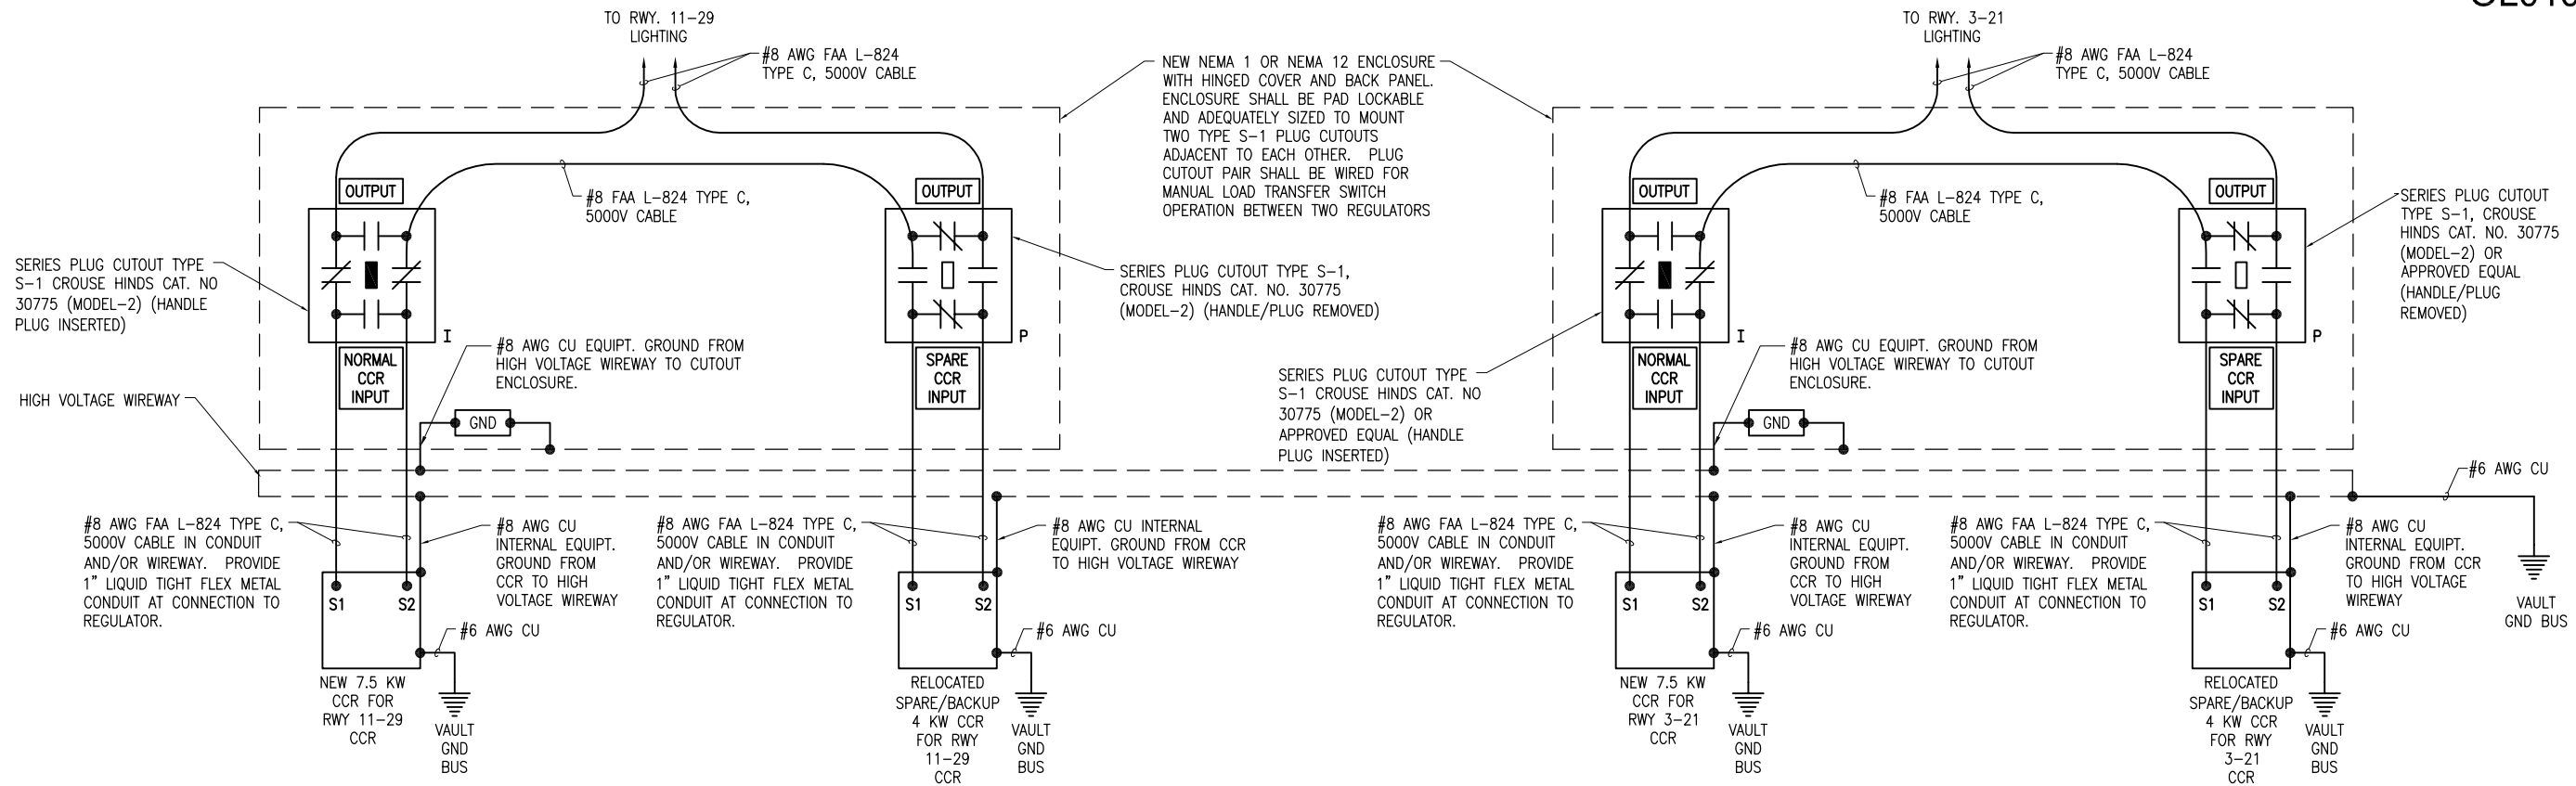 TO RWY. 11-29
LIGHTING
#8 AWG FAA L-824
TYPE C, 5000V CABLE
NEW NEMA 1 OR NEMA 12 ENCLOSURE
WITH HINGED COVER AND BACK PANEL.
ENCLOSURE SHALL BE PAD LOCKABLE
AND ADEQUATELY SIZED TO MOUNT
TWO TYPE S-1 PLUG CUTOUTS
ADJACENT TO EACH OTHER. PLUG
CUTOUT PAIR SHALL BE WIRED FOR
MANUAL LOAD TRANSFER SWITCH
OPERATION BETWEEN TWO REGULATORS
TO RWY. 3-21
LIGHTING
#8 AWG FAA L-824
TYPE C, 5000V CABLE
OUTPUT
#8 FAA L-824 TYPE C,
5000V CABLE
OUTPUT
OUTPUT
#8 FAA L-824 TYPE C,
5000V CABLE
OUTPUT
SERIES PLUG CUTOUT
TYPE S-1, CROUSE
HINDS CAT. NO. 30775
(MODEL-2) OR
APPROVED EQUAL
(HANDLE/PLUG
REMOVED)
SERIES PLUG CUTOUT TYPE
S-1 CROUSE HINDS CAT. NO
30775 (MODEL-2) (HANDLE
PLUG INSERTED)
SERIES PLUG CUTOUT TYPE S-1,
CROUSE HINDS CAT. NO. 30775
(MODEL-2) (HANDLE/PLUG REMOVED)
I
P
I
P
NORMAL
CCR
INPUT
#8 AWG CU EQUIPT. GROUND FROM
HIGH VOLTAGE WIREWAY TO CUTOUT
ENCLOSURE.
SPARE
CCR
INPUT
SERIES PLUG CUTOUT TYPE
S-1 CROUSE HINDS CAT. NO
30775 (MODEL-2) OR
APPROVED EQUAL (HANDLE
PLUG INSERTED)
NORMAL
CCR
INPUT
#8 AWG CU EQUIPT. GROUND FROM
HIGH VOLTAGE WIREWAY TO CUTOUT
ENCLOSURE.
SPARE
CCR
INPUT
HIGH VOLTAGE WIREWAY
GND
GND
#6 AWG CU
#8 AWG FAA L-824 TYPE C,
5000V CABLE IN CONDUIT
AND/OR WIREWAY. PROVIDE
1" LIQUID TIGHT FLEX METAL
CONDUIT AT CONNECTION TO
REGULATOR.
#8 AWG CU
INTERNAL EQUIPT.
GROUND FROM
CCR TO HIGH
VOLTAGE WIREWAY
#8 AWG FAA L-824 TYPE C,
5000V CABLE IN CONDUIT
AND/OR WIREWAY. PROVIDE
1" LIQUID TIGHT FLEX METAL
CONDUIT AT CONNECTION TO
REGULATOR.
#8 AWG CU INTERNAL
EQUIPT. GROUND FROM CCR
TO HIGH VOLTAGE WIREWAY
#8 AWG FAA L-824 TYPE C,
5000V CABLE IN CONDUIT
AND/OR WIREWAY. PROVIDE
1" LIQUID TIGHT FLEX METAL
CONDUIT AT CONNECTION TO
REGULATOR.
#8 AWG CU
INTERNAL EQUIPT.
GROUND FROM
CCR TO HIGH
VOLTAGE WIREWAY
#8 AWG FAA L-824 TYPE C,
5000V CABLE IN CONDUIT
AND/OR WIREWAY. PROVIDE
1" LIQUID TIGHT FLEX METAL
CONDUIT AT CONNECTION TO
REGULATOR.
#8 AWG CU
INTERNAL EQUIPT.
GROUND FROM CCR
TO HIGH VOLTAGE
WIREWAY
VAULT
GND BUS
S1 S2
S1 S2
S1 S2
S1 S2
#6 AWG CU
#6 AWG CU
#6 AWG CU
#6 AWG CU
NEW 7.5 KW
CCR FOR
RWY 11-29
CCR
VAULT
GND
BUS
RELOCATED
SPARE/BACKUP
4 KW CCR
FOR RWY
11-29
CCR
VAULT
GND
BUS
NEW 7.5 KW
CCR FOR
RWY 3-21
CCR
VAULT
GND
BUS
RELOCATED
SPARE/BACKUP
4 KW CCR
FOR RWY
3-21
CCR
VAULT
GND
BUS